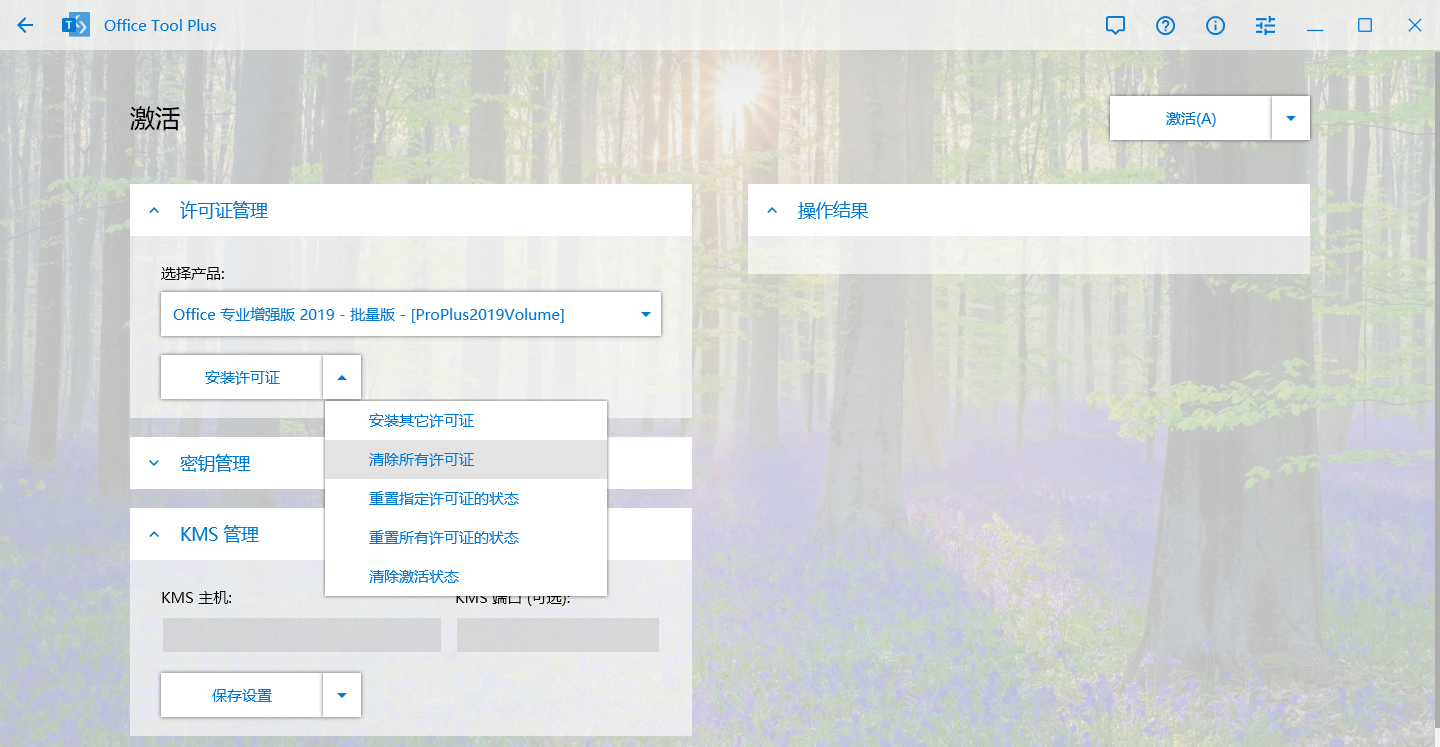 Office Tool Plus
激活
激活(A)
许可证管理
操作结果
选择产品:
Office 专业增强版 2019 - 批量版 - [ProPlus2019Volume]
安装许可证
安装其它许可证
清除所有许可证
密钥管理
重置指定许可证的状态
KMS 管理
重置所有许可证的状态
清除激活状态
KMS 主机:
KMS 端口 (可选):
保存设置